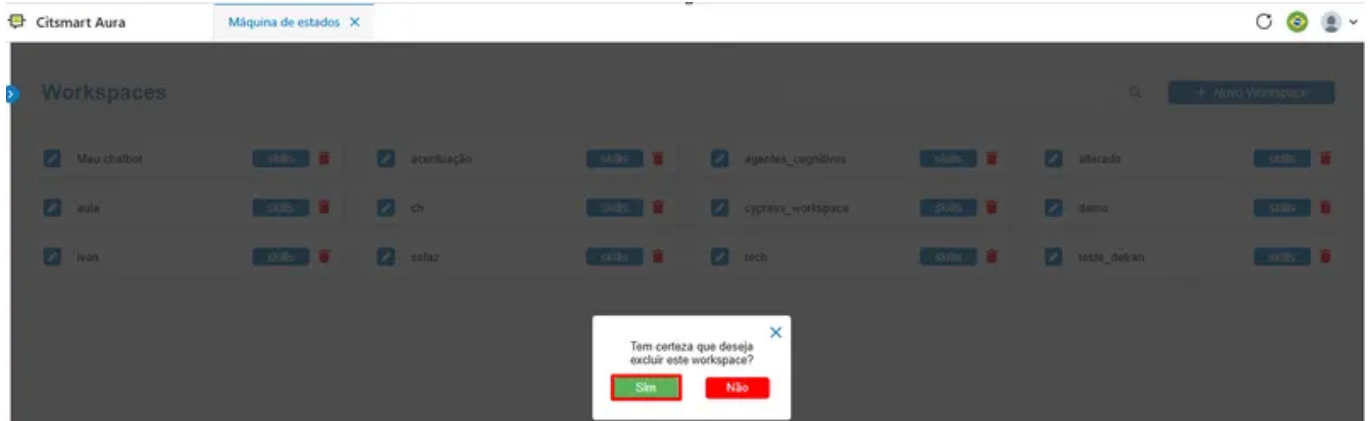 Citsmart Aura
Máquina de estados
Workspaces
+ Novo Workspace
Meu chatbot skills acentuação skills agentes_cognitivos skills alterado skills
aula skills ch skills cypress_workspace skills demo skills
ivan skills sefaz skills tech skills teste_detran skills
Tem certeza que deseja
excluir este workspace?
Sim Não